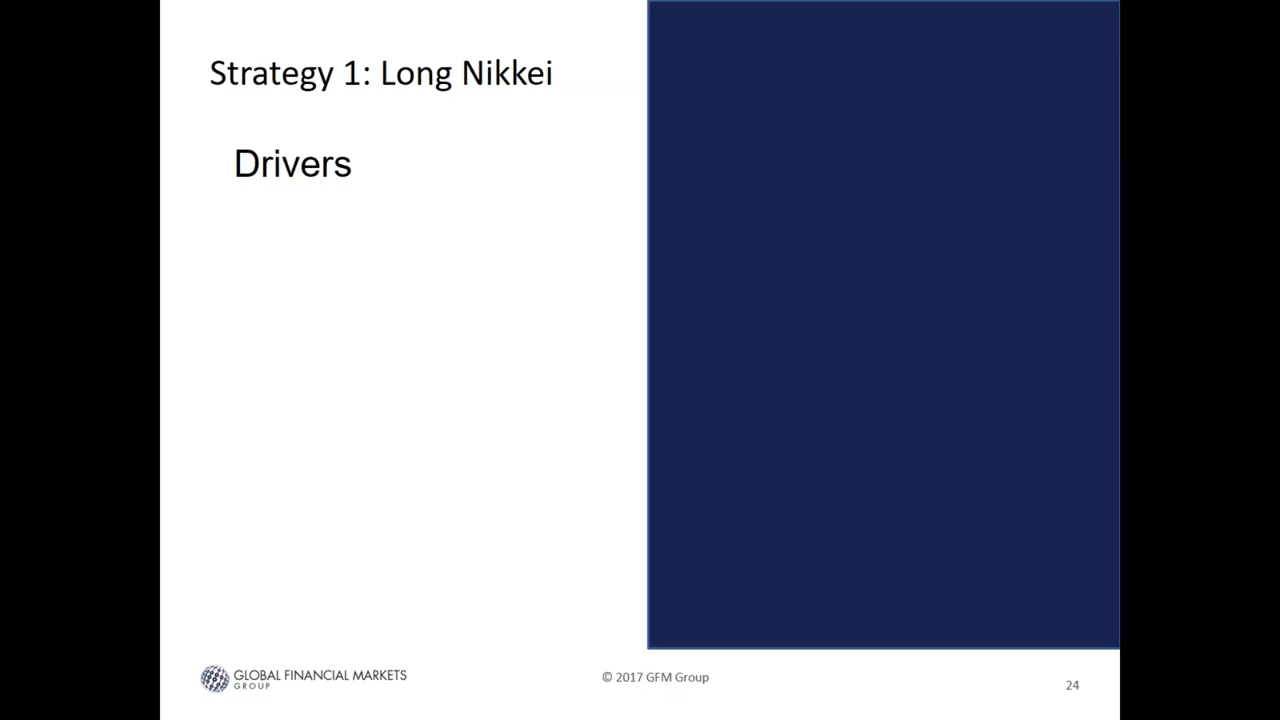 Strategy 1: Long Nikkei
Drivers
GLOBAL FINANCIAL MARKETS
GROUP
© 2017 GFM Group
24